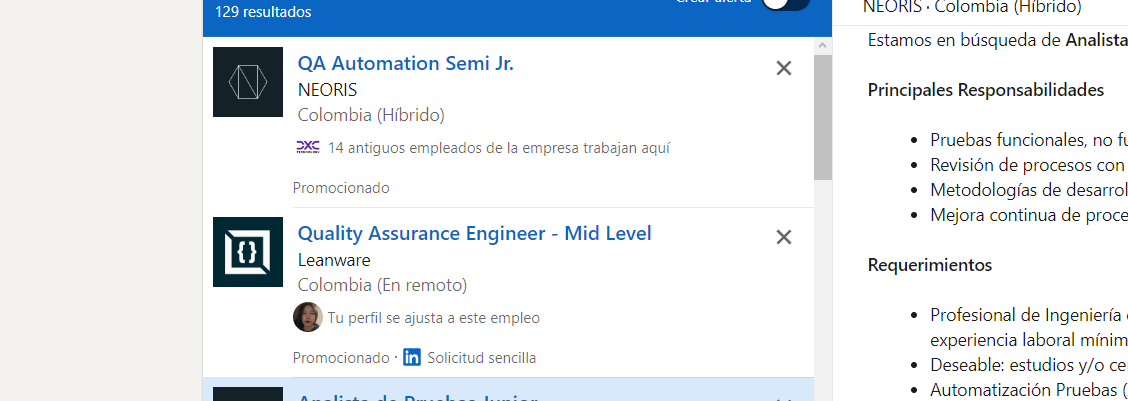 129 resultados
Crear alerta
QA Automation Semi Jr.
NEORIS
Colombia (Híbrido)
DXC
TECHNOLOGY
14 antiguos empleados de la empresa trabajan aquí
Promocionado
Quality Assurance Engineer - Mid Level
Leanware
Colombia (En remoto)
Tu perfil se ajusta a este empleo
Promocionado · in Solicitud sencilla
Analista de Pruebas Junior
NEORIS · Colombia (Híbrido)
Estamos en búsqueda de Analista
Principales Responsabilidades
• Pruebas funcionales, no fu
• Revisión de procesos con
• Metodologías de desarrol
• Mejora continua de proce
Requerimientos
• Profesional de Ingeniería
experiencia laboral mínim
• Deseable: estudios y/o ce
• Automatización Pruebas (